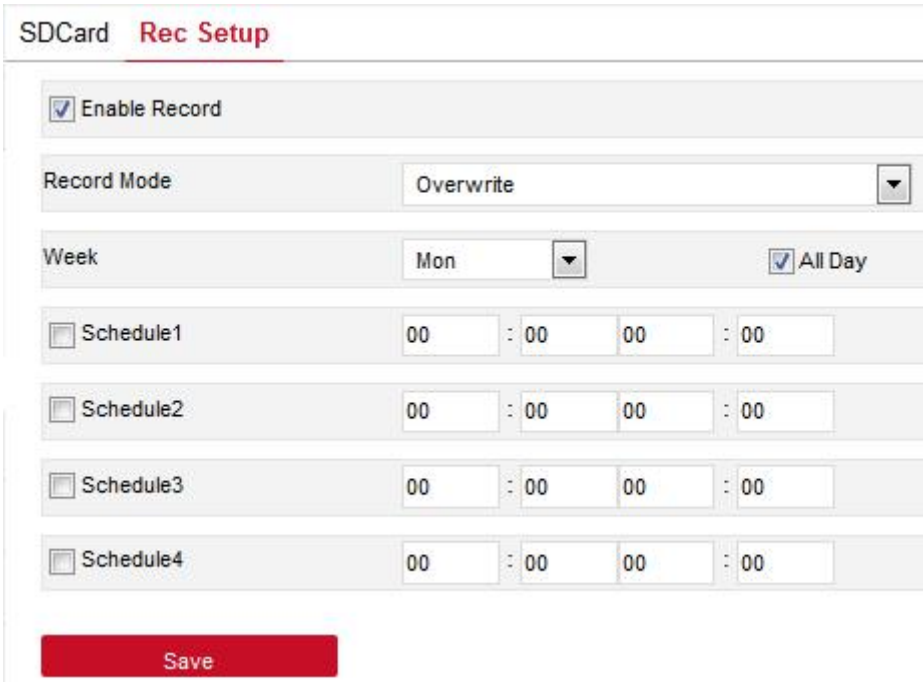 SDCard Rec Setup
Enable Record
Record Mode Overwrite
Week Mon All Day
Schedule1 00 : 00 00 : 00
Schedule2 00 : 00 00 : 00
Schedule3 00 : 00 00 : 00
Schedule4 00 : 00 00 : 00
Save